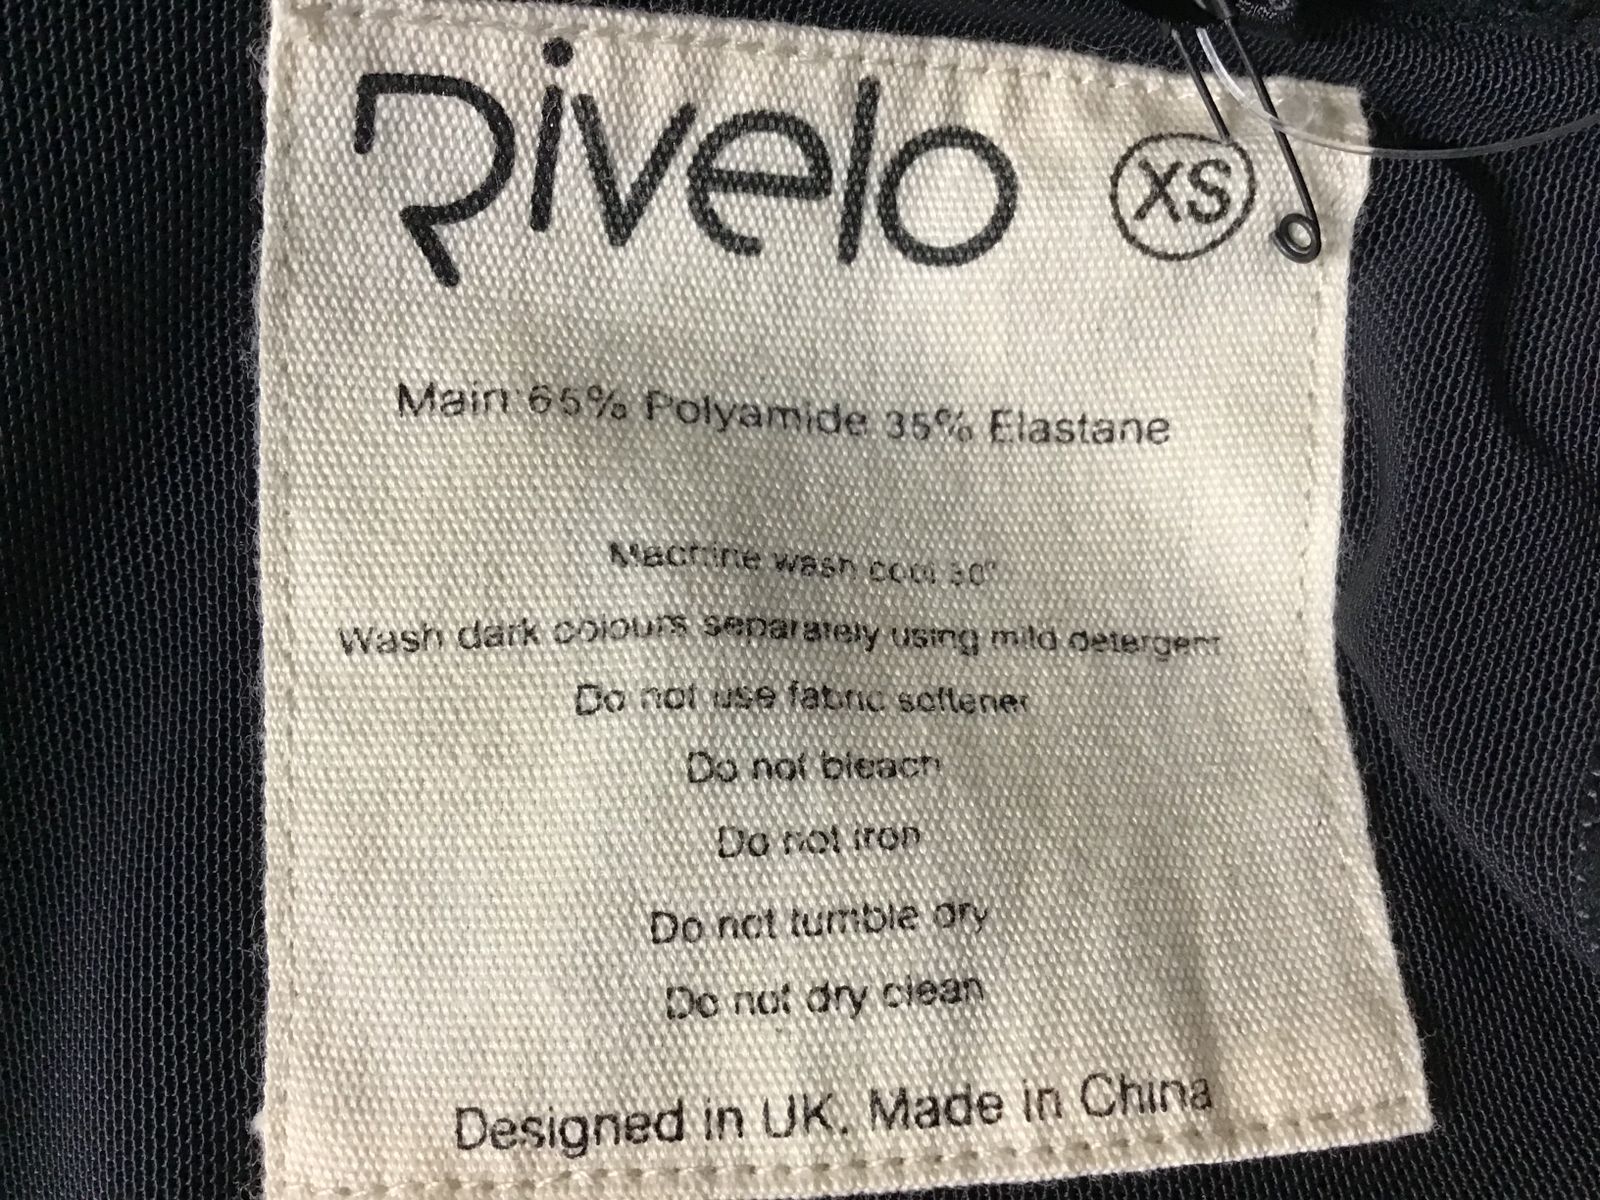 Rivelo XS
Main: 65% Polyamide 35% Elastane
Machine wash cool 30°
Wash dark colours separately using mild detergent
Do not use fabric softener
Do not bleach
Do not iron
Do not tumble dry
Do not dry clean
Designed in UK. Made in China